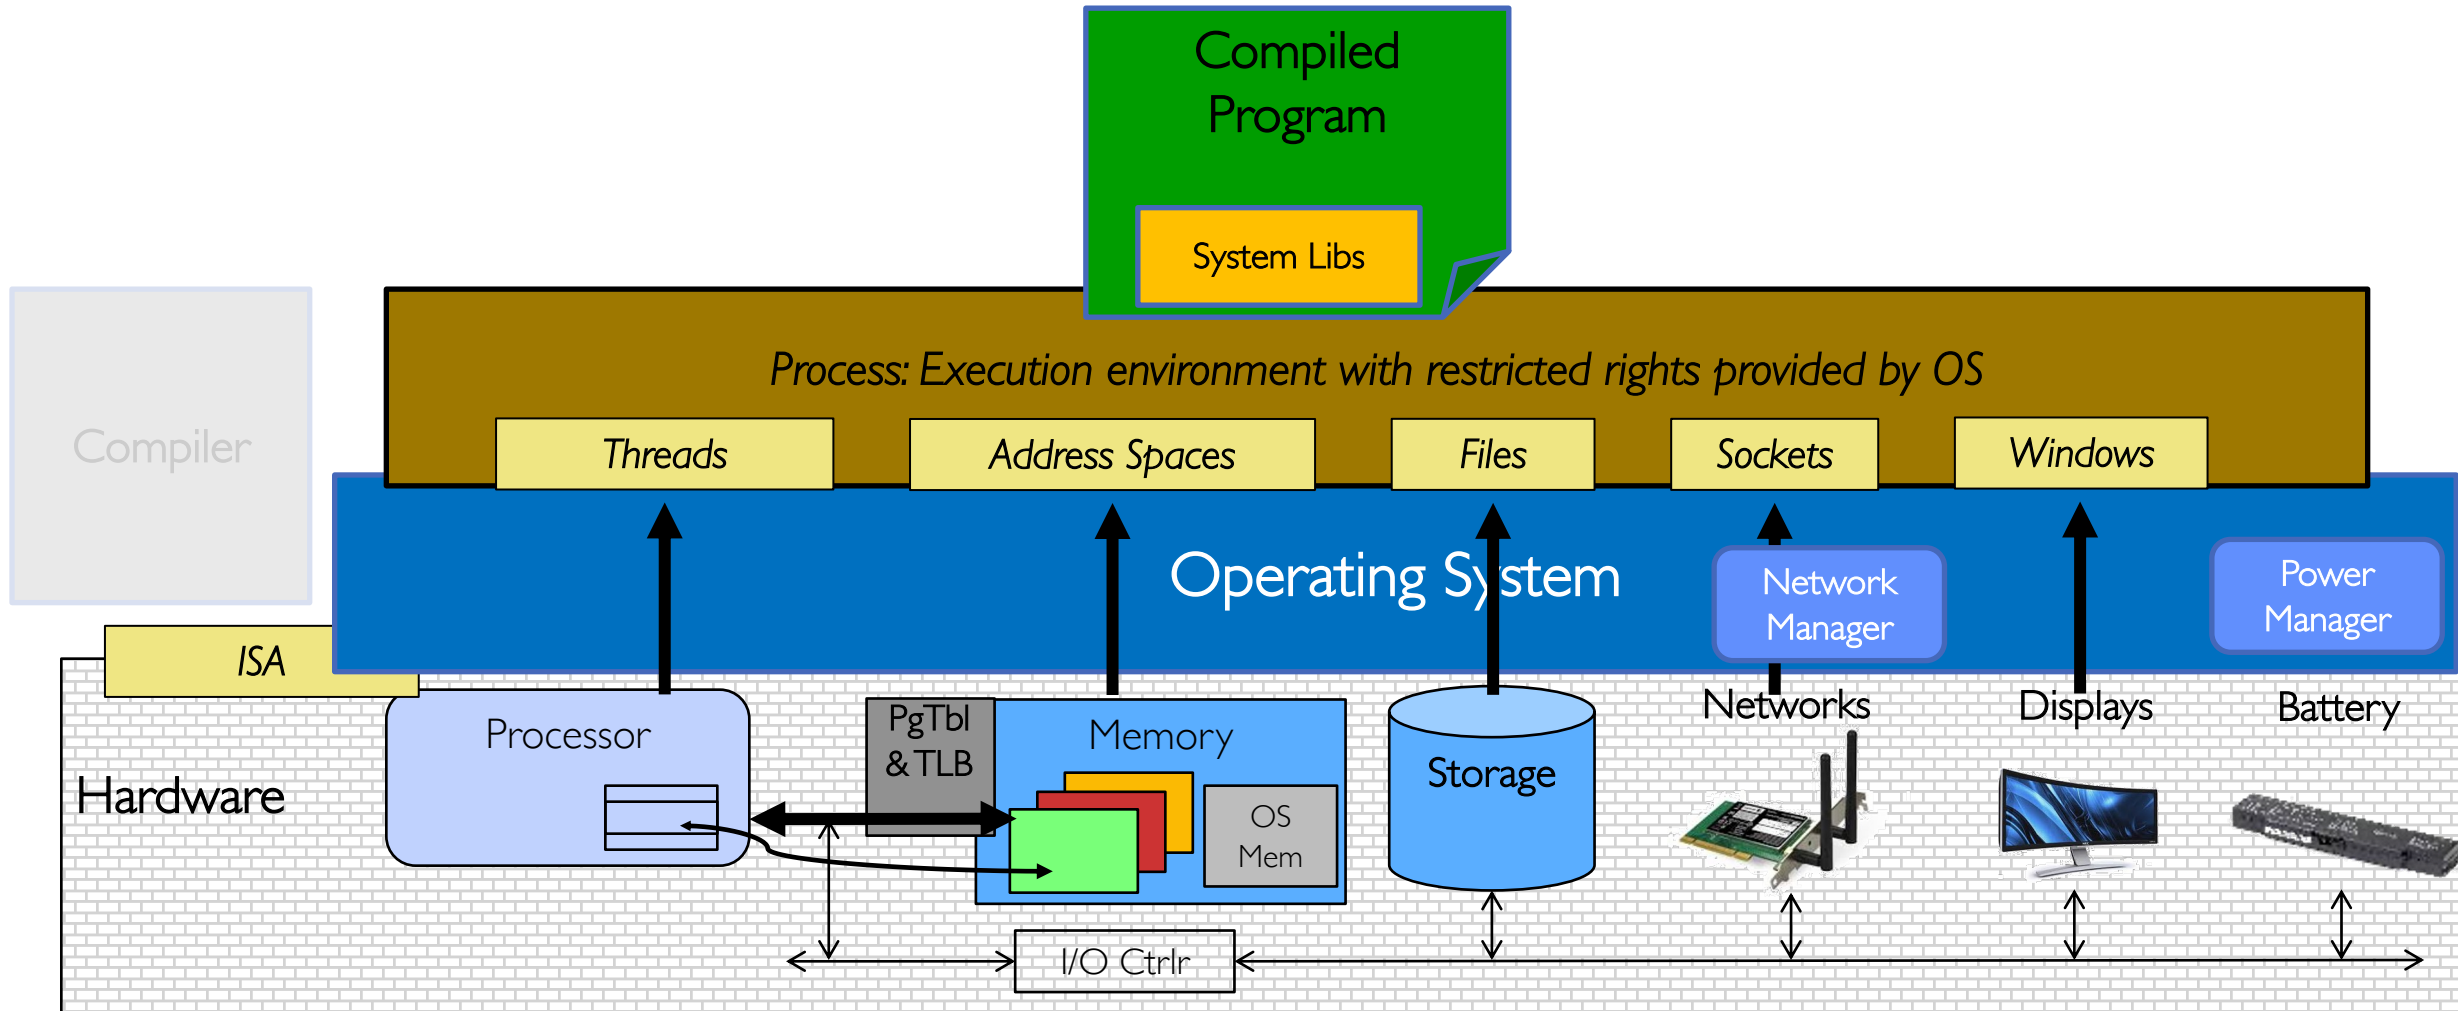 Compiled
Program
System Libs
Process: Execution environment with restricted rights provided by OS
Compiler
Threads
Address Spaces
Files
Sockets
Windows
Operating System
Network
Manager
Power
Manager
ISA
Hardware
Processor
PgTbl
& TLB
Memory
OS
Mem
Storage
Networks
Displays
Battery
I/O Ctrlr